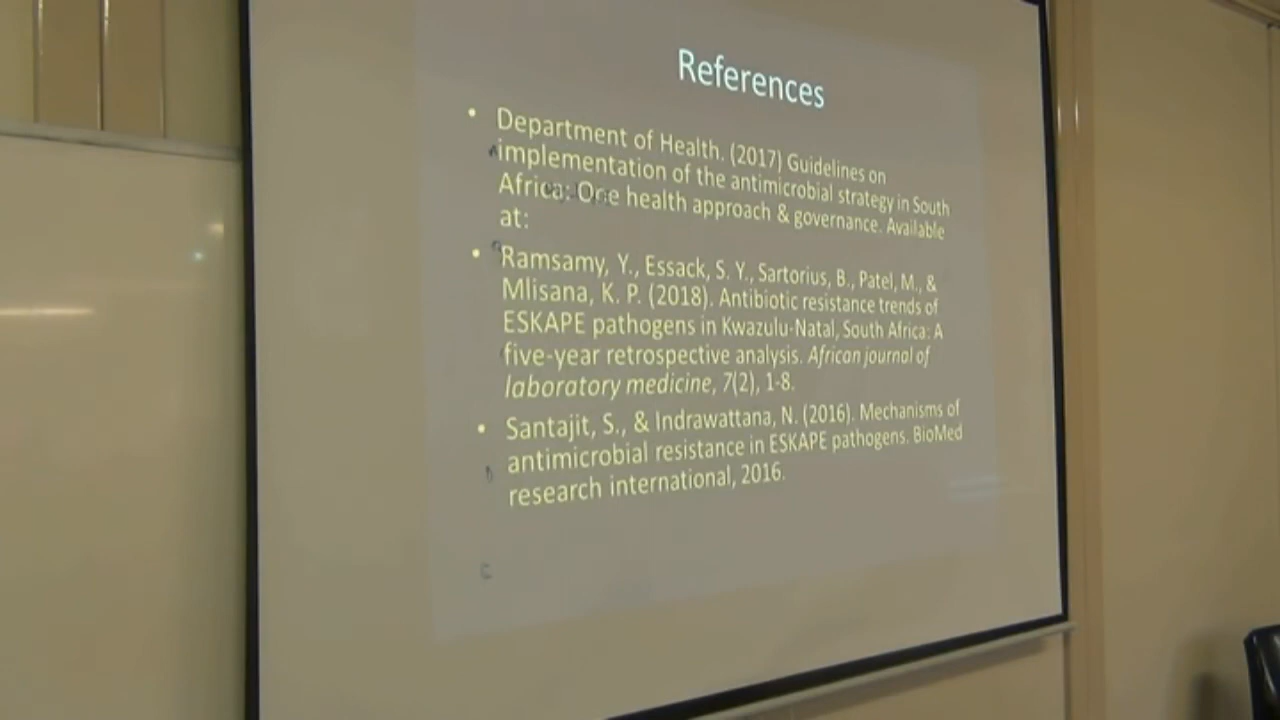 References
• Department of Health. (2017) Guidelines on
implementation of the antimicrobial strategy in South
Africa: One health approach & governance. Available
at:
• Ramsamy, Y., Essack, S. Y., Sartorius, B., Patel, M., &
Mlisana, K. P. (2018). Antibiotic resistance trends of
ESKAPE pathogens in Kwazulu-Natal, South Africa: A
five-year retrospective analysis. African journal of
laboratory medicine, 7(2), 1-8.
• Santajit, S., & Indrawattana, N. (2016). Mechanisms of
antimicrobial resistance in ESKAPE pathogens. BioMed
research international, 2016.